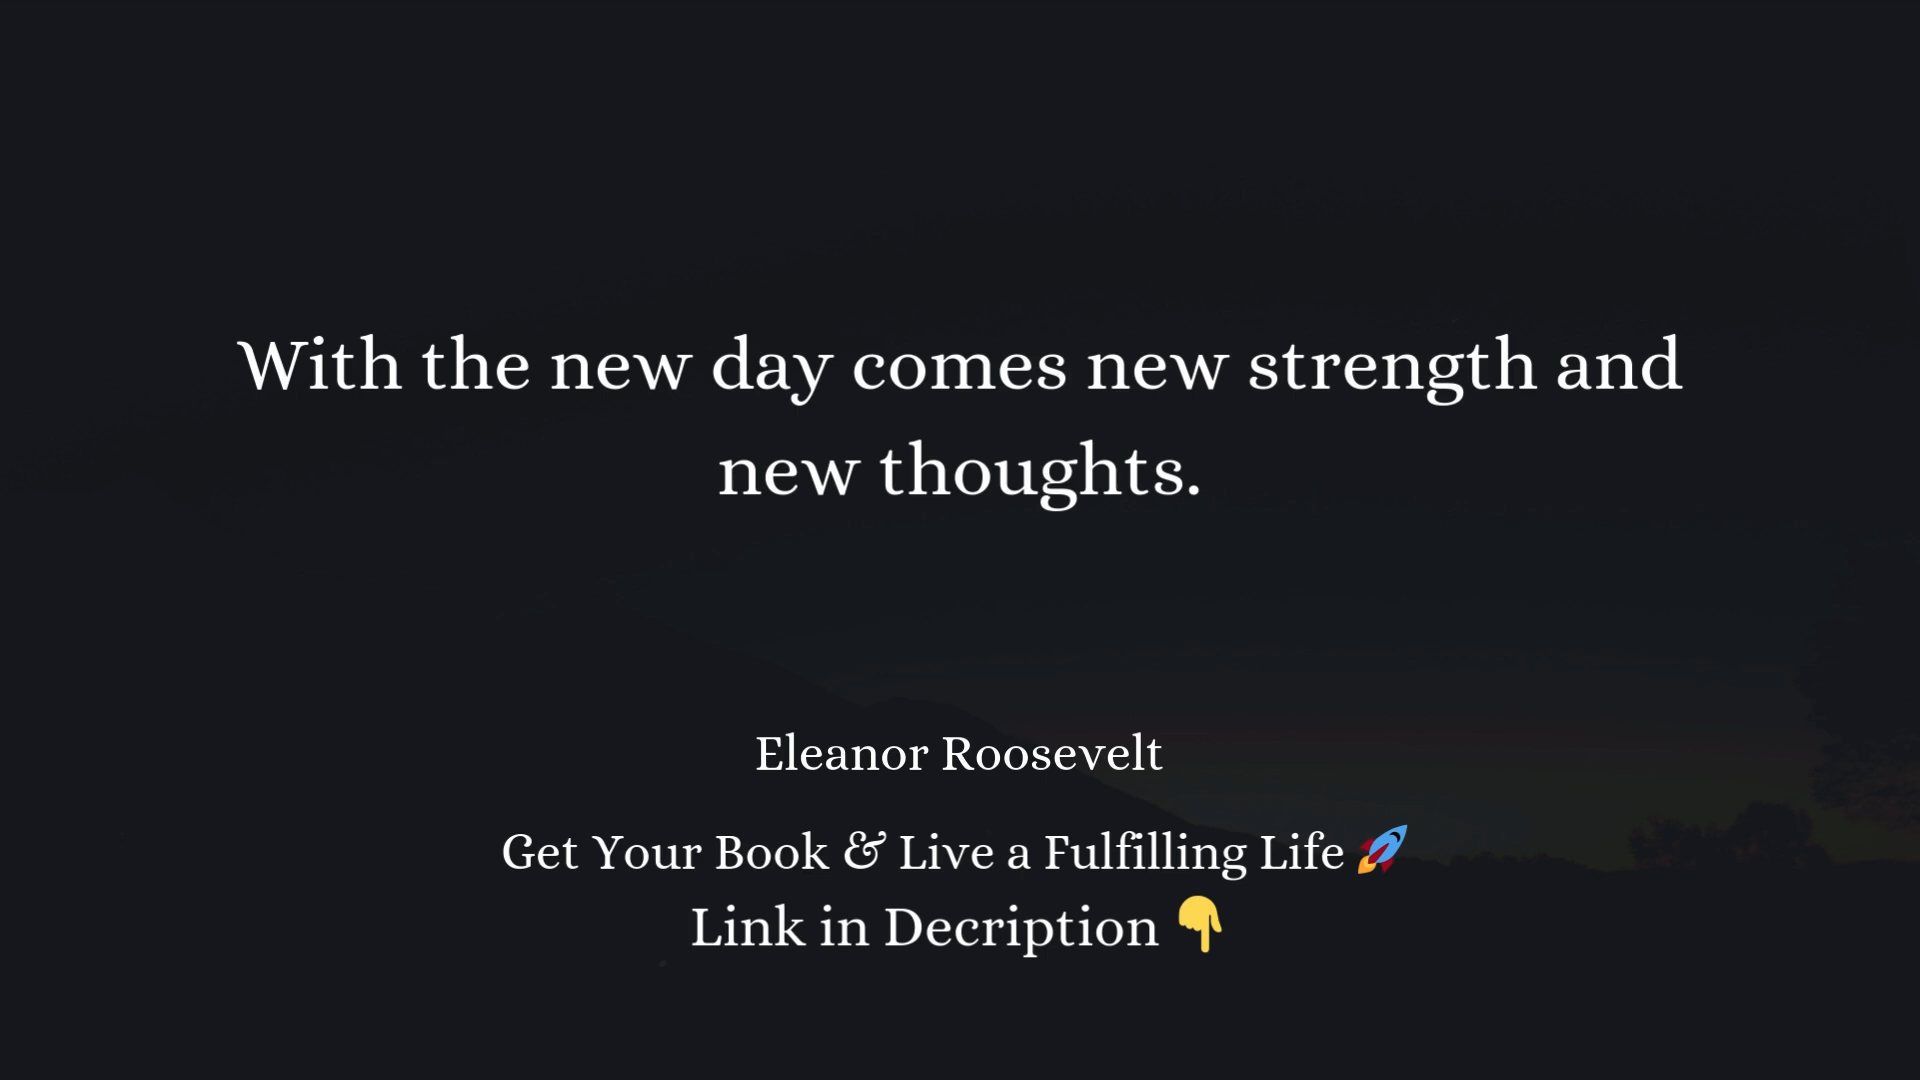 With the new day comes new strength and
new thoughts.
Eleanor Roosevelt
Get Your Book & Live a Fulfilling Life 🚀
Link in Decription 👇